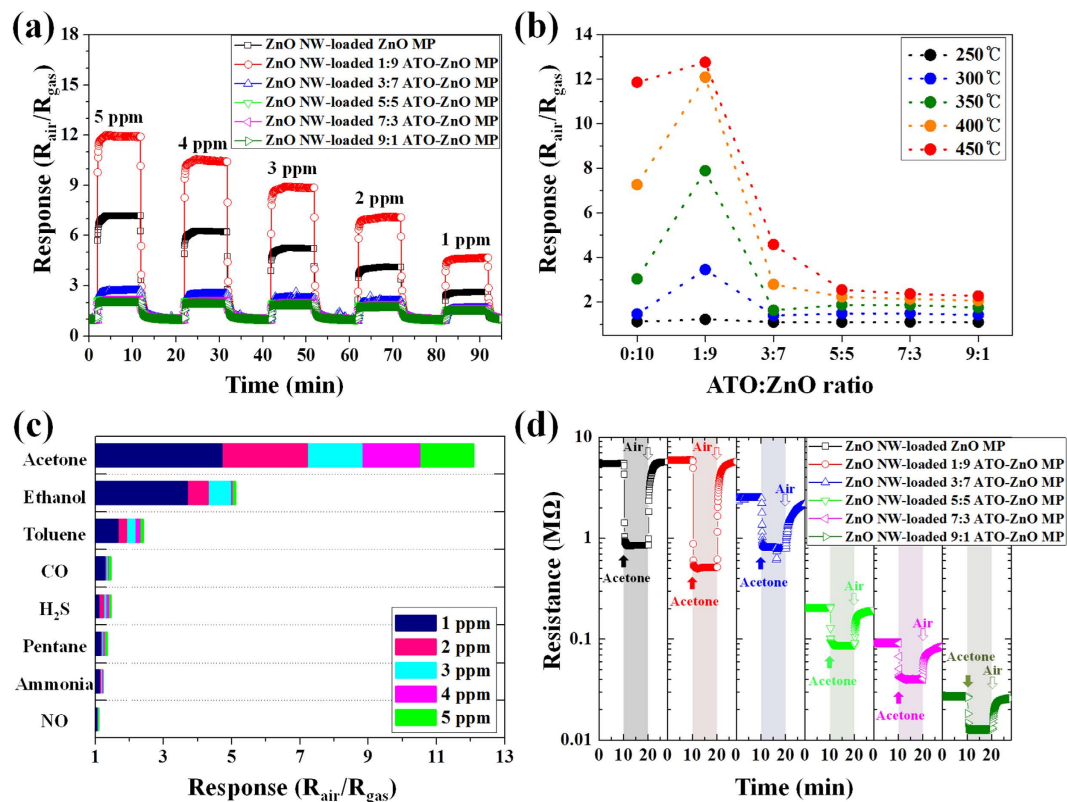 (a)
Response (Rair/Rgas)
15
12
9
6
3
0
ZnO NW-loaded ZnO MP
ZnO NW-loaded 1:9 ATO-ZnO MP
ZnO NW-loaded 3:7 ATO-ZnO MP
ZnO NW-loaded 5:5 ATO-ZnO MP
ZnO NW-loaded 7:3 ATO-ZnO MP
ZnO NW-loaded 9:1 ATO-ZnO MP
5 ppm
4 ppm
3 ppm
2 ppm
1 ppm
0 10 20 30 40 50 60 70 80 90
Time (min)
(b)
Response (Rair/Rgas)
14
12
10
8
6
4
2
250℃
300℃
350℃
400℃
450℃
0:10 1:9 3:7 5:5 7:3 9:1
ATO:ZnO ratio
(c)
Acetone
Ethanol
Toluene
CO
H₂S
Pentane
Ammonia
NO
1 ppm
2 ppm
3 ppm
4 ppm
5 ppm
1 3 5 7 9 11 13
Response (Rair/Rgas)
(d)
Resistance (MΩ)
10
1
0.1
0.01
ZnO NW-loaded ZnO MP
ZnO NW-loaded 1:9 ATO-ZnO MP
ZnO NW-loaded 3:7 ATO-ZnO MP
ZnO NW-loaded 5:5 ATO-ZnO MP
ZnO NW-loaded 7:3 ATO-ZnO MP
ZnO NW-loaded 9:1 ATO-ZnO MP
Air
Acetone
Air
Acetone
Air
Acetone
Air
Acetone
Air
Acetone
Acetone
Air
0 10 20 0 10 20 0 10 20 0 10 20 0 10 20 0 10 20
Time (min)